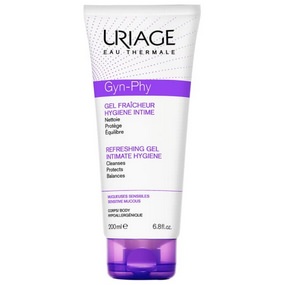 URIAGE
EAU THERMALE
Gyn-Phy
GEL FRAÎCHEUR
HYGIENE INTIME
Nettoie
Protège
Équilibre
REFRESHING GEL
INTIMATE HYGIENE
Cleanses
Protects
Balances
MUQUEUSES SENSIBLES
SENSITIVE MUCOUS
CORPS/ BODY
HYPOALLERGÉNIQUE
200ml ℮ 6.8fl.oz.